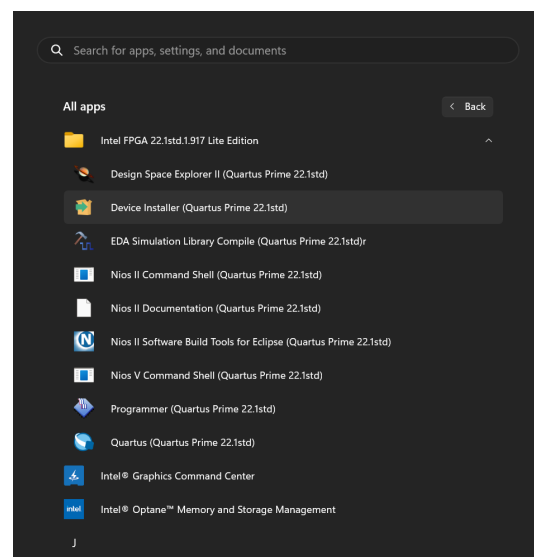 Search for apps, settings, and documents
All apps
Back
Intel FPGA 22.1std.1.917 Lite Edition
Design Space Explorer II (Quartus Prime 22.1std)
Device Installer (Quartus Prime 22.1std)
EDA Simulation Library Compile (Quartus Prime 22.1std)r
Nios II Command Shell (Quartus Prime 22.1std)
Nios II Documentation (Quartus Prime 22.1std)
N
Nios II Software Build Tools for Eclipse (Quartus Prime 22.1std)
Nios V Command Shell (Quartus Prime 22.1std)
Programmer (Quartus Prime 22.1std)
Quartus (Quartus Prime 22.1std)
Intel® Graphics Command Center
intel
Intel® Optane™ Memory and Storage Management
J